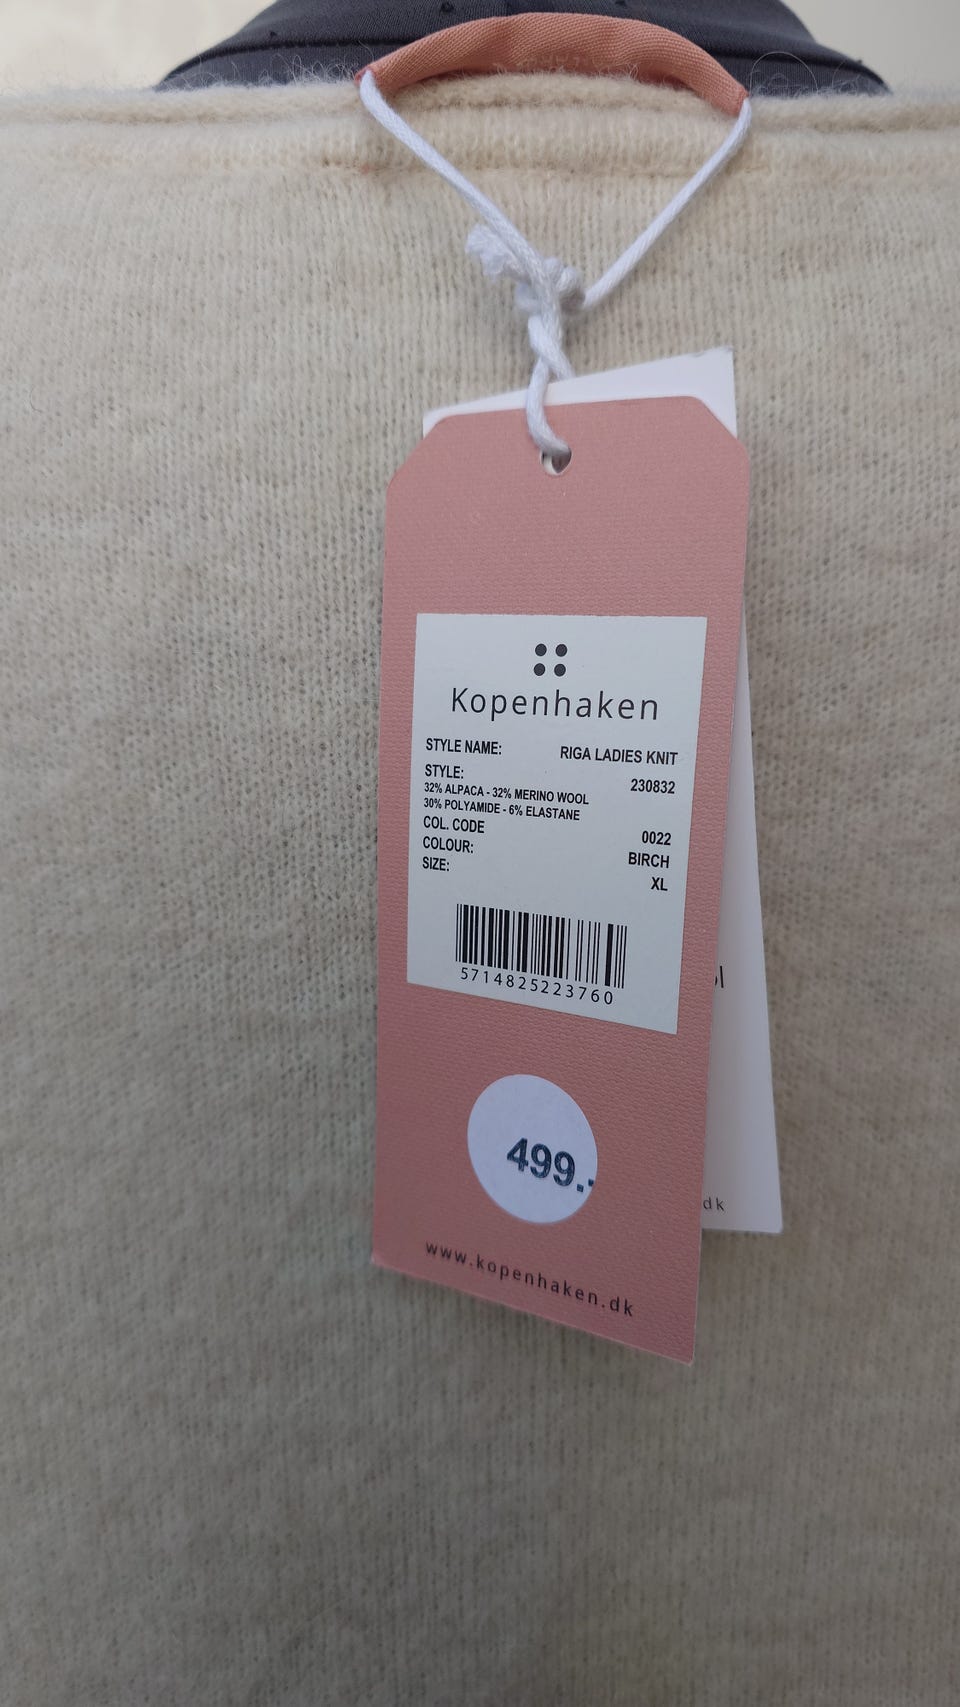 Kopenhaken
STYLE NAME: RIGA LADIES KNIT
STYLE: 230832
32% ALPACA - 32% MERINO WOOL
30% POLYAMIDE - 6% ELASTANE
COL. CODE 0022
COLOUR: BIRCH
SIZE: XL
5714825223760
499.-
www.kopenhaken.dk
dk